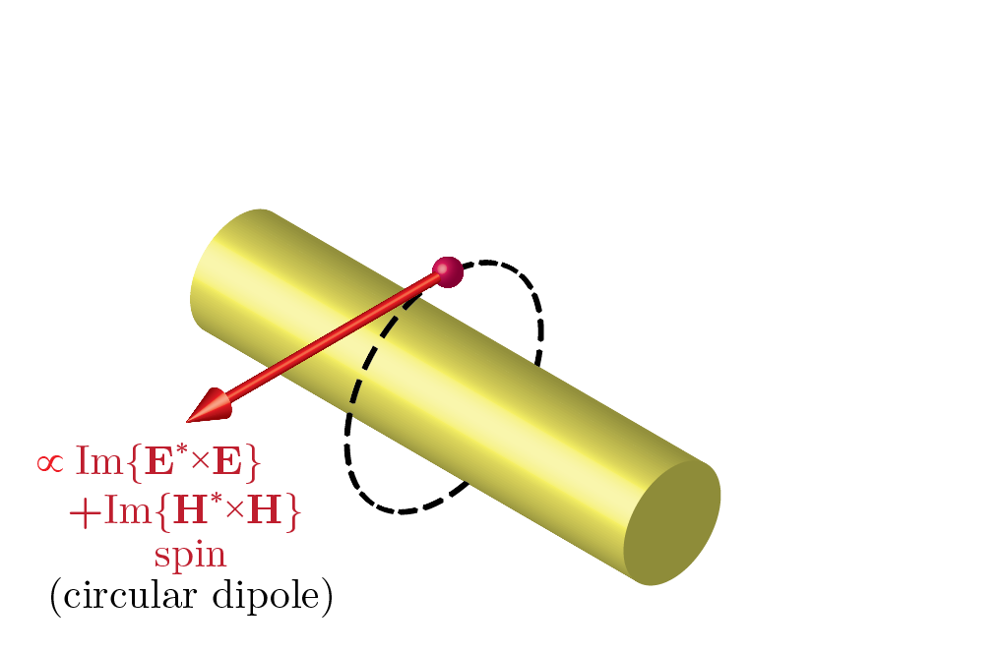 ∝ Im{E*×E}
+Im{H*×H}
spin
(circular dipole)